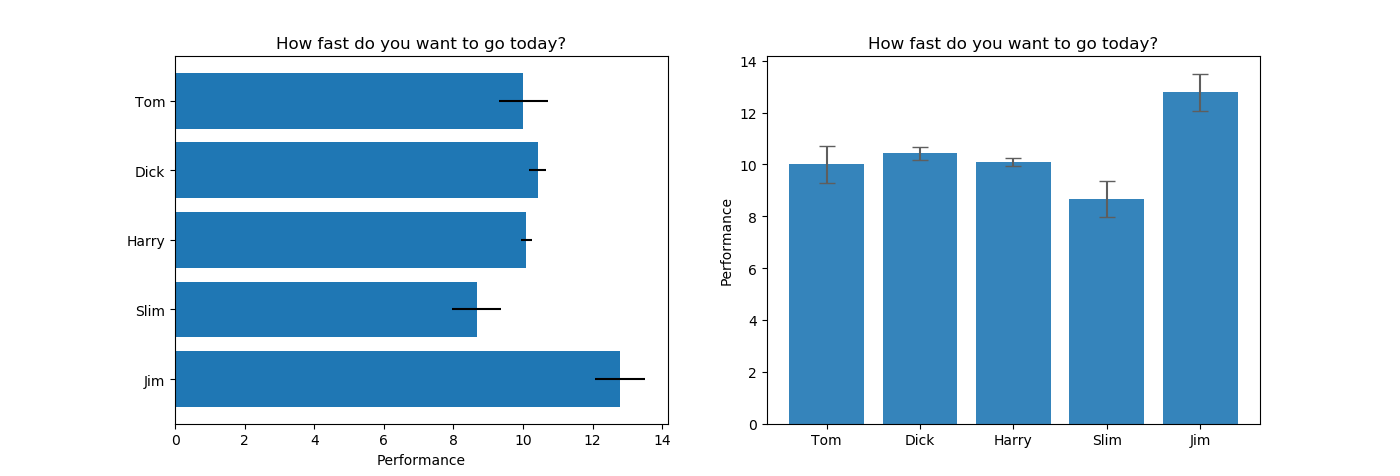 How fast do you want to go today?
Tom
Dick
Harry
Slim
Jim
0 2 4 6 8 10 12 14
Performance
How fast do you want to go today?
14
12
10
8
6
4
2
0
Performance
Tom Dick Harry Slim Jim